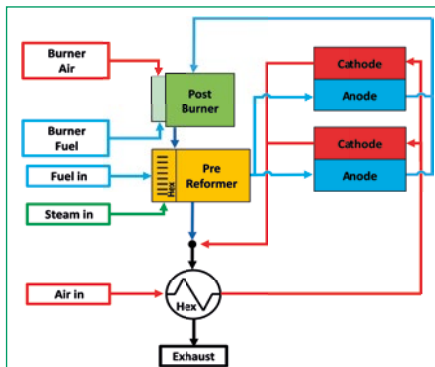 Burner
Air
Post
Burner
Cathode
Anode
Burner
Fuel
Cathode
Anode
Fuel in
Hex
Pre
Reformer
Steam in
Air in
Hex
Exhaust